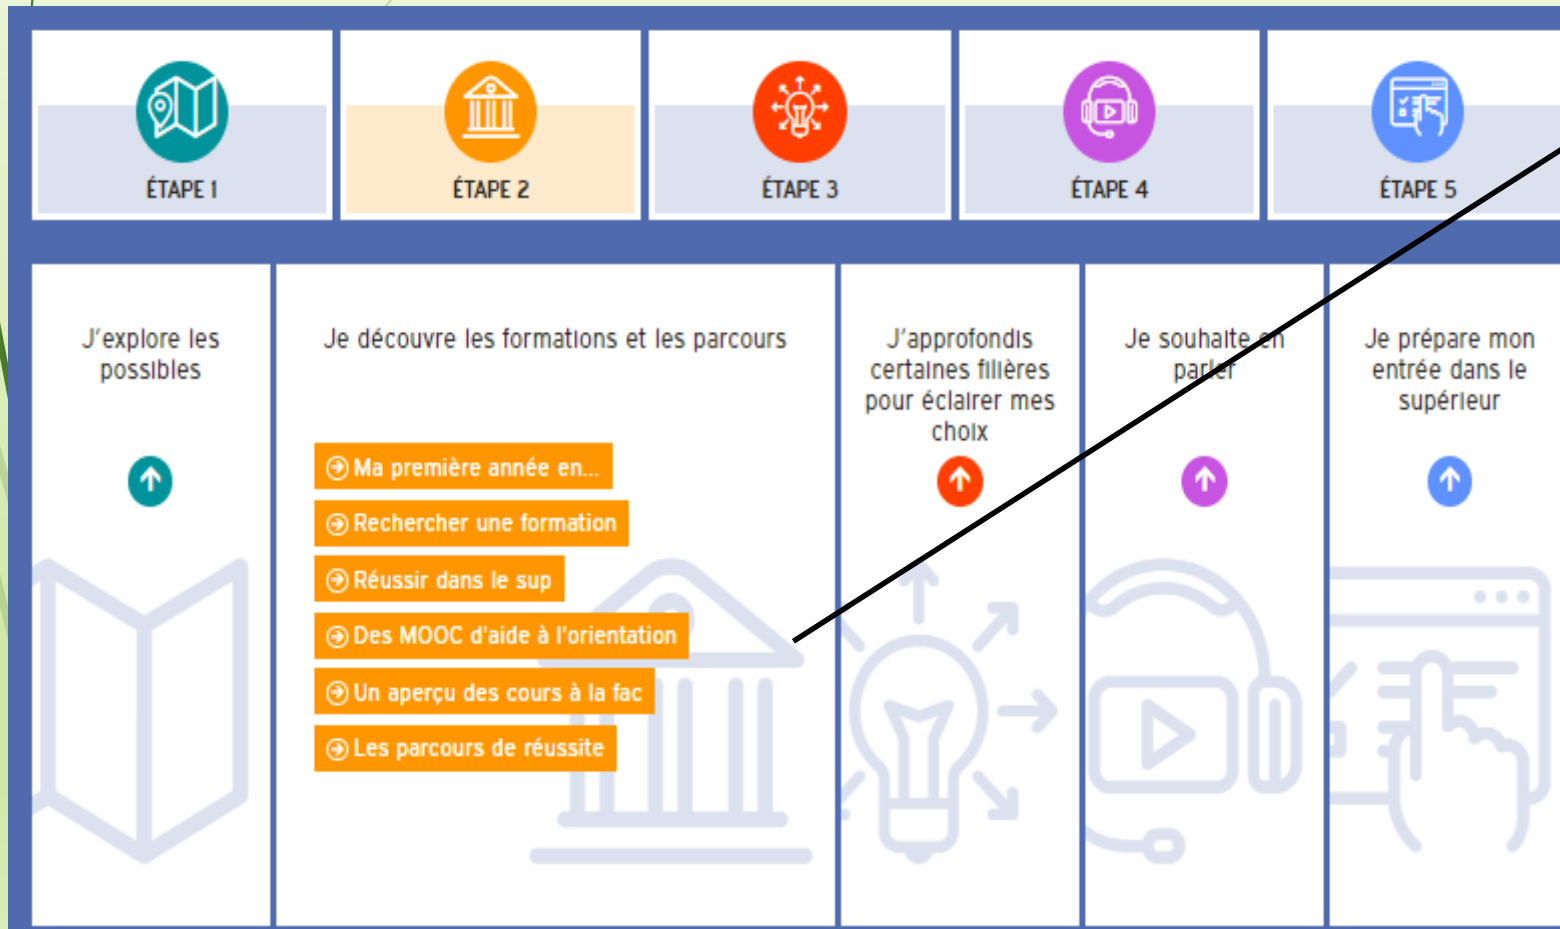 ÉTAPE 1
ÉTAPE 2
ÉTAPE 3
ÉTAPE 4
ÉTAPE 5
J'explore les
possibles
Je découvre les formations et les parcours
Ma première année en...
Rechercher une formation
Réussir dans le sup
Des MOOC d'aide à l'orientation
Un aperçu des cours à la fac
Les parcours de réussite
J'approfondis
certaines filières
pour éclairer mes
choix
Je souhaite en
parler
Je prépare mon
entrée dans le
supérieur